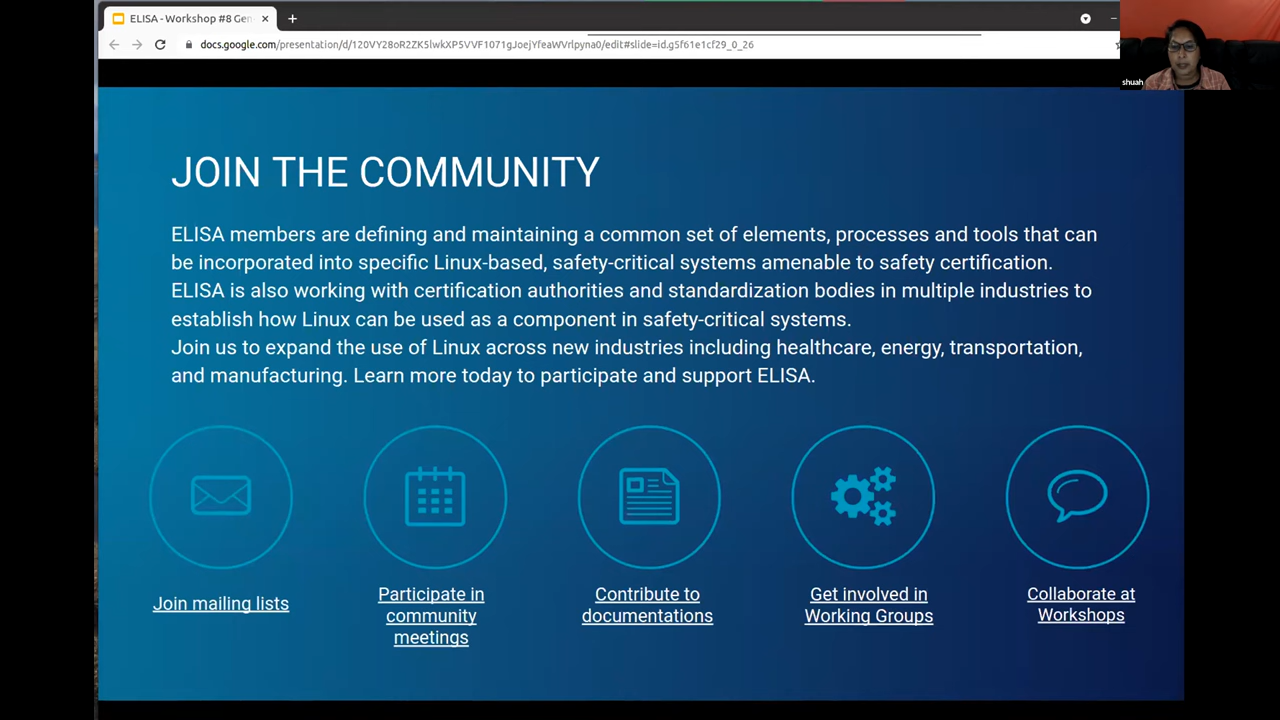 ELISA - Workshop #8 Gen
docs.google.com/presentation/d/120VY28oR2ZK5lwkXP5VVF1071gJoejYfeaWVrlpyna0/edit#slide=id.g5f61e1cf29_0_26
shuah
JOIN THE COMMUNITY
ELISA members are defining and maintaining a common set of elements, processes and tools that can
be incorporated into specific Linux-based, safety-critical systems amenable to safety certification.
ELISA is also working with certification authorities and standardization bodies in multiple industries to
establish how Linux can be used as a component in safety-critical systems.
Join us to expand the use of Linux across new industries including healthcare, energy, transportation,
and manufacturing. Learn more today to participate and support ELISA.
Join mailing lists
Participate in
community
meetings
Contribute to
documentations
Get involved in
Working Groups
Collaborate at
Workshops